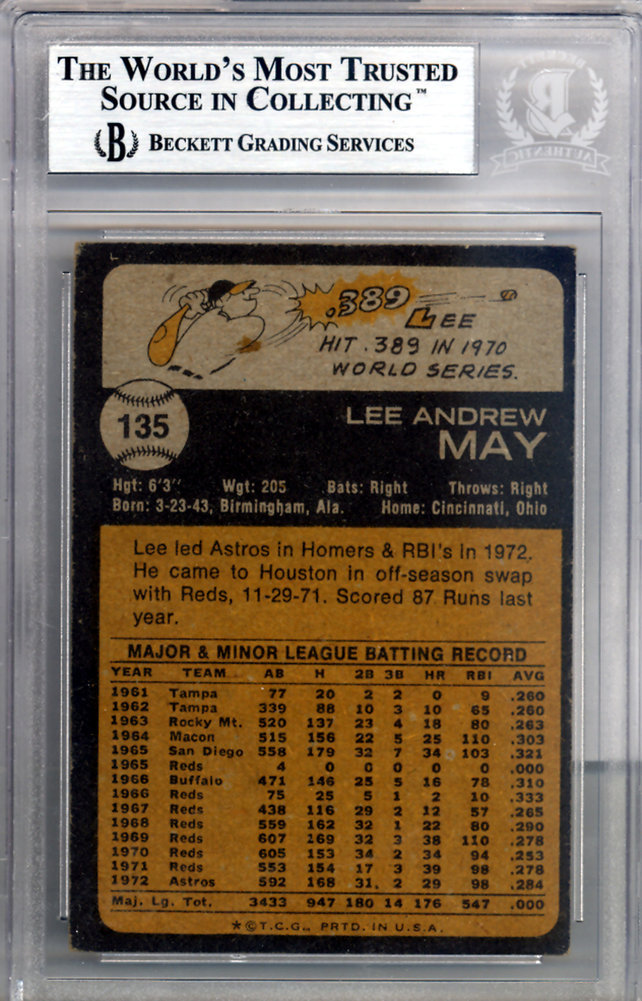 THE WORLD'S MOST TRUSTED
SOURCE IN COLLECTING™
B BECKETT GRADING SERVICES
BECKETT
B
AUTHENTIC
.389
LEE
HIT .389 IN 1970
WORLD SERIES.
135
LEE ANDREW
MAY
Hgt: 6'3" Wgt: 205 Bats: Right Throws: Right
Born: 3-23-43, Birmingham, Ala. Home: Cincinnati, Ohio
Lee led Astros in Homers & RBI's in 1972.
He came to Houston in off-season swap
with Reds, 11-29-71. Scored 87 Runs last
year.
MAJOR & MINOR LEAGUE BATTING RECORD
YEAR TEAM AB H 2B 3B HR RBI AVG
1961 Tampa 77 20 2 2 0 9 .260
1962 Tampa 339 88 10 3 10 65 .260
1963 Rocky Mt. 520 137 23 4 18 80 .263
1964 Macon 515 156 22 5 25 110 .303
1965 San Diego 558 179 32 7 34 103 .321
1965 Reds 4 0 0 0 0 0 .000
1966 Buffalo 471 146 25 5 16 78 .310
1966 Reds 75 25 5 1 2 10 .333
1967 Reds 438 116 29 2 12 57 .265
1968 Reds 559 162 32 1 22 80 .290
1969 Reds 607 169 32 3 38 110 .278
1970 Reds 605 153 34 2 34 94 .253
1971 Reds 553 154 17 3 39 98 .278
1972 Astros 592 168 31 2 29 98 .284
Maj. Lg. Tot. 3433 947 180 14 176 547 .000
*© T.C.G. PRTD. IN U.S.A.